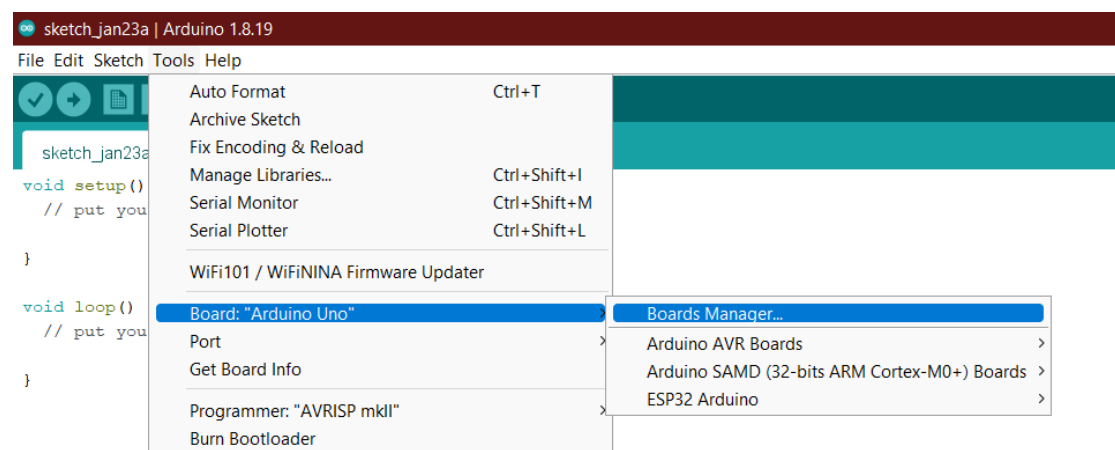 sketch_jan23a | Arduino 1.8.19
File Edit Sketch Tools Help
sketch_jan23a
void setup()
// put you
}
void loop()
// put you
}
Auto Format Ctrl+T
Archive Sketch
Fix Encoding & Reload
Manage Libraries... Ctrl+Shift+I
Serial Monitor Ctrl+Shift+M
Serial Plotter Ctrl+Shift+L
WiFi101 / WiFiNINA Firmware Updater
Board: "Arduino Uno"
Port
Get Board Info
Programmer: "AVRISP mkII"
Burn Bootloader
Boards Manager...
Arduino AVR Boards
Arduino SAMD (32-bits ARM Cortex-M0+) Boards
ESP32 Arduino